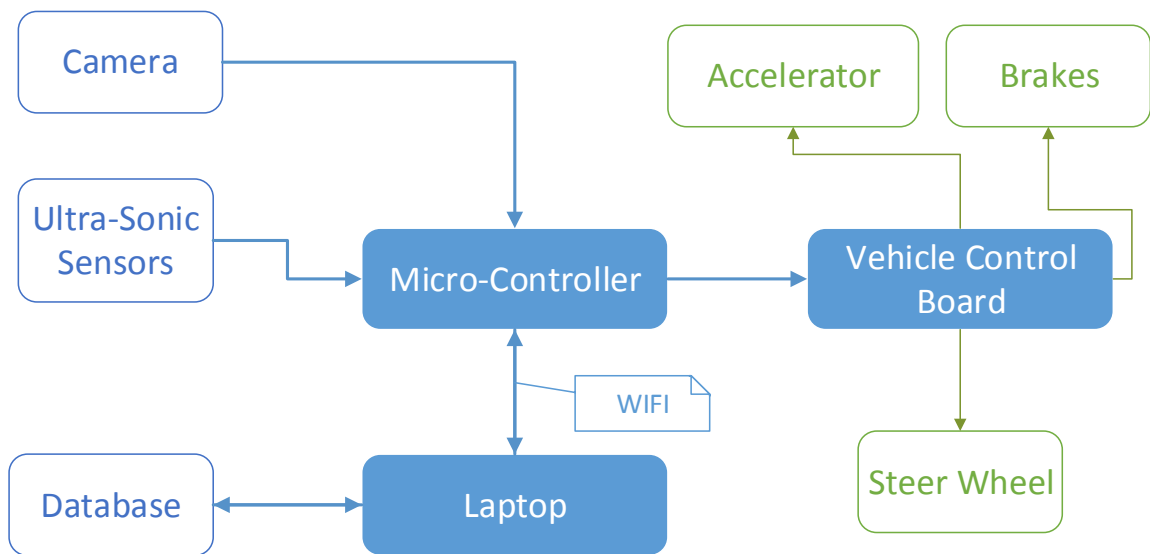 Camera
Accelerator
Brakes
Ultra-Sonic
Sensors
Micro-Controller
Vehicle Control
Board
WIFI
Database
Laptop
Steer Wheel